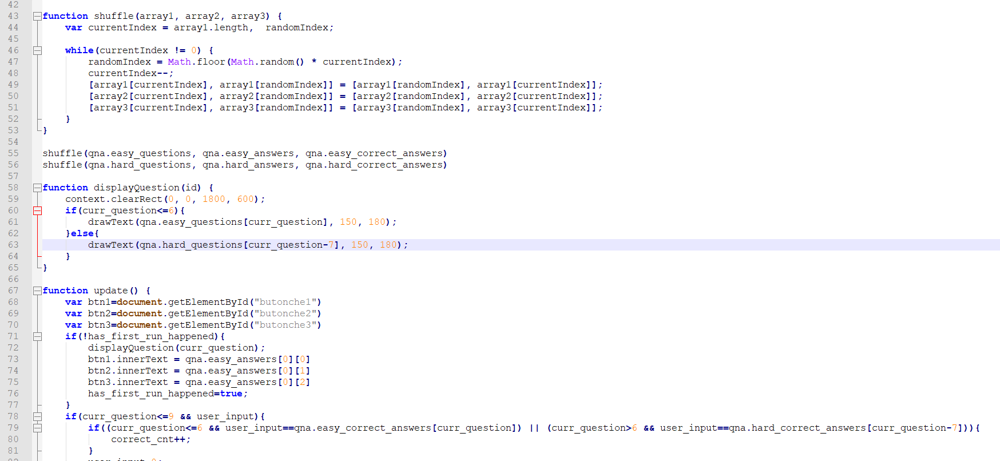 42
43 function shuffle(array1, array2, array3) {
44     var currentIndex = array1.length,  randomIndex;
45
46     while(currentIndex != 0) {
47         randomIndex = Math.floor(Math.random() * currentIndex);
48         currentIndex--;
49         [array1[currentIndex], array1[randomIndex]] = [array1[randomIndex], array1[currentIndex]];
50         [array2[currentIndex], array2[randomIndex]] = [array2[randomIndex], array2[currentIndex]];
51         [array3[currentIndex], array3[randomIndex]] = [array3[randomIndex], array3[currentIndex]];
52     }
53 }
54
55 shuffle(qna.easy_questions, qna.easy_answers, qna.easy_correct_answers)
56 shuffle(qna.hard_questions, qna.hard_answers, qna.hard_correct_answers)
57
58 function displayQuestion(id) {
59     context.clearRect(0, 0, 1800, 600);
60     if(curr_question<=6){
61         drawText(qna.easy_questions[curr_question], 150, 180);
62     }else{
63         drawText(qna.hard_questions[curr_question-7], 150, 180);
64     }
65 }
66
67 function update() {
68     var btn1=document.getElementById("butonche1")
69     var btn2=document.getElementById("butonche2")
70     var btn3=document.getElementById("butonche3")
71     if(!has_first_run_happened){
72         displayQuestion(curr_question);
73         btn1.innerText = qna.easy_answers[0][0]
74         btn2.innerText = qna.easy_answers[0][1]
75         btn3.innerText = qna.easy_answers[0][2]
76         has_first_run_happened=true;
77     }
78     if(curr_question<=9 && user_input){
79         if((curr_question<=6 && user_input==qna.easy_correct_answers[curr_question]) || (curr_question>6 && user_input==qna.hard_correct_answers[curr_question-7])){
80             correct_cnt++;
81         }